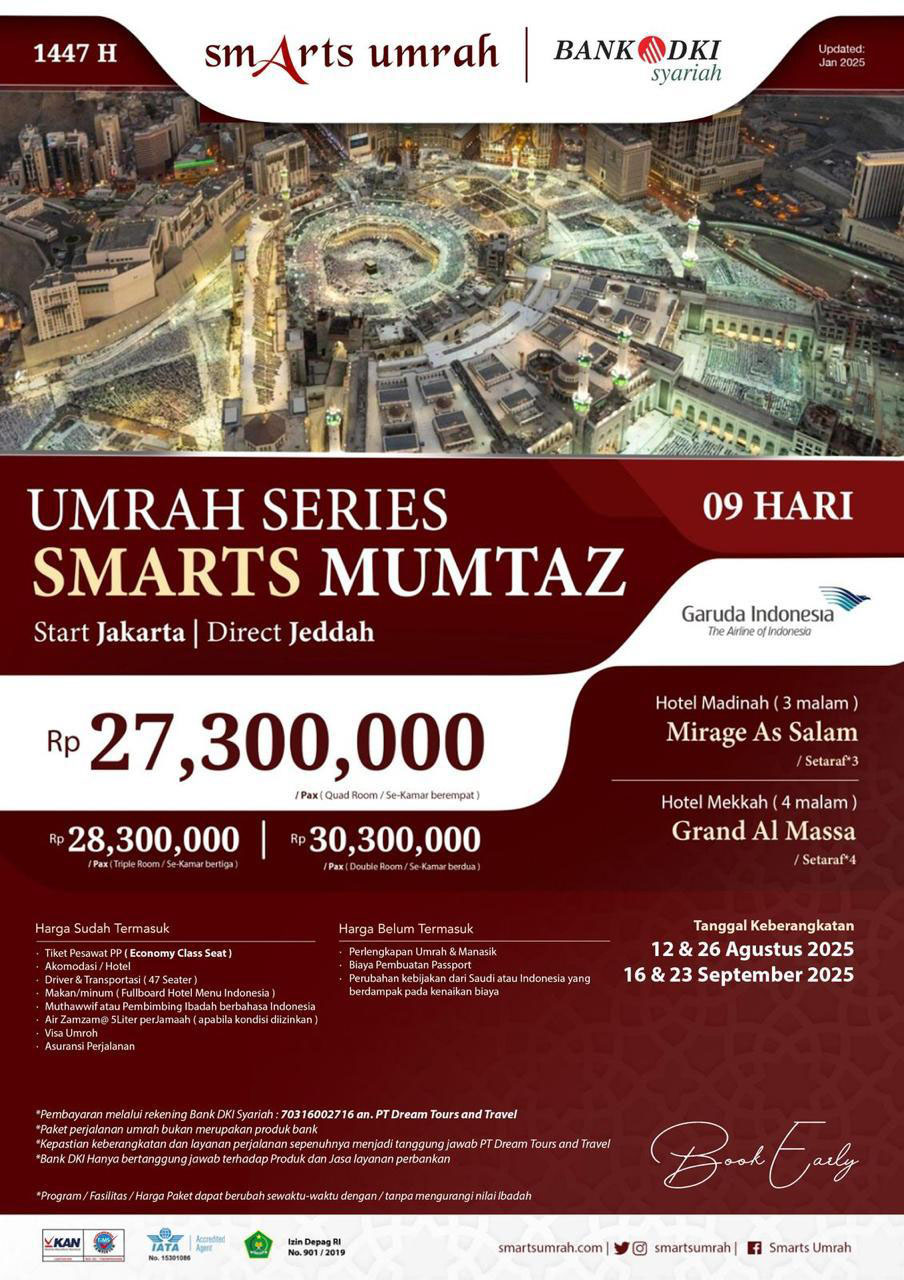 1447 H
smArts umrah
BANK DKI
syariah
Updated:
Jan 2025
UMRAH SERIES
SMARTS MUMTAZ
Start Jakarta | Direct Jeddah
09 HARI
Garuda Indonesia
The Airline of Indonesia
Rp 27,300,000
/ Pax ( Quad Room / Se-Kamar berempat )
Rp 28,300,000
/ Pax ( Triple Room / Se-Kamar bertiga )
Rp 30,300,000
/ Pax ( Double Room / Se-Kamar berdua )
Hotel Madinah ( 3 malam )
Mirage As Salam
/ Setaraf*3
Hotel Mekkah ( 4 malam )
Grand Al Massa
/ Setaraf*4
Harga Sudah Termasuk
· Tiket Pesawat PP ( Economy Class Seat )
· Akomodasi / Hotel
· Driver & Transportasi ( 47 Seater )
· Makan/minum ( Fullboard Hotel Menu Indonesia )
· Muthawwif atau Pembimbing Ibadah berbahasa Indonesia
· Air Zamzam@ 5Liter perJamaah ( apabila kondisi diizinkan )
· Visa Umroh
· Asuransi Perjalanan
Harga Belum Termasuk
· Perlengkapan Umrah & Manasik
· Biaya Pembuatan Passport
· Perubahan kebijakan dari Saudi atau Indonesia yang
berdampak pada kenaikan biaya
Tanggal Keberangkatan
12 & 26 Agustus 2025
16 & 23 September 2025
*Pembayaran melalui rekening Bank DKI Syariah : 70316002716 an. PT Dream Tours and Travel
*Paket perjalanan umrah bukan merupakan produk bank
*Kepastian keberangkatan dan layanan perjalanan sepenuhnya menjadi tanggung jawab PT Dream Tours and Travel
*Bank DKI Hanya bertanggung jawab terhadap Produk dan Jasa layanan perbankan
*Program / Fasilitas / Harga Paket dapat berubah sewaktu-waktu dengan / tanpa mengurangi nilai Ibadah
Book Early
KAN
IATA
Accredited
Agent
No. 15301086
Izin Depag RI
No. 901 / 2019
smartsumrah.com | smartsumrah | Smarts Umrah